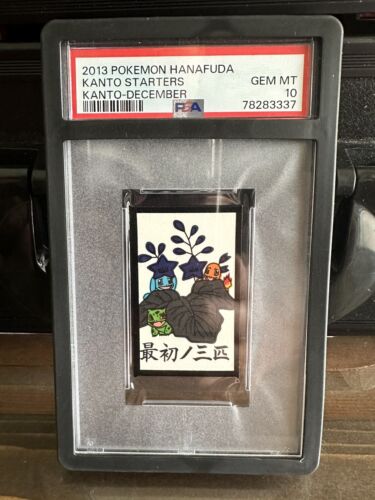 2013 POKEMON HANAFUDA
KANTO STARTERS GEM MT
KANTO-DECEMBER 10
PSA 78283337
最初ノ三匹